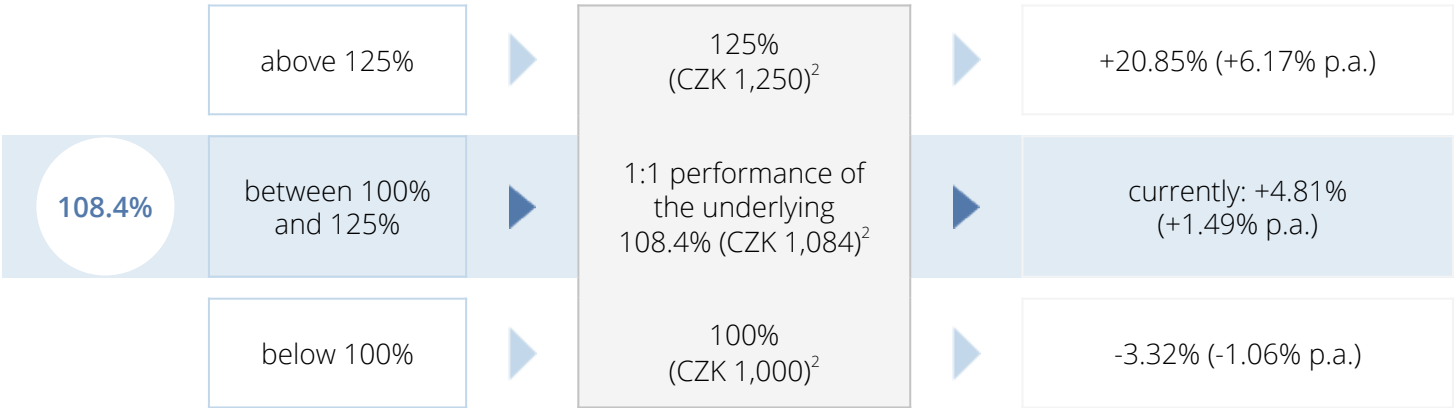 above 125%
125%
(CZK 1,250)2
+20.85% (+6.17% p.a.)
108.4%
between 100%
and 125%
1:1 performance of
the underlying
108.4% (CZK 1,084)2
currently: +4.81%
(+1.49% p.a.)
below 100%
100%
(CZK 1,000)2
-3.32% (-1.06% p.a.)